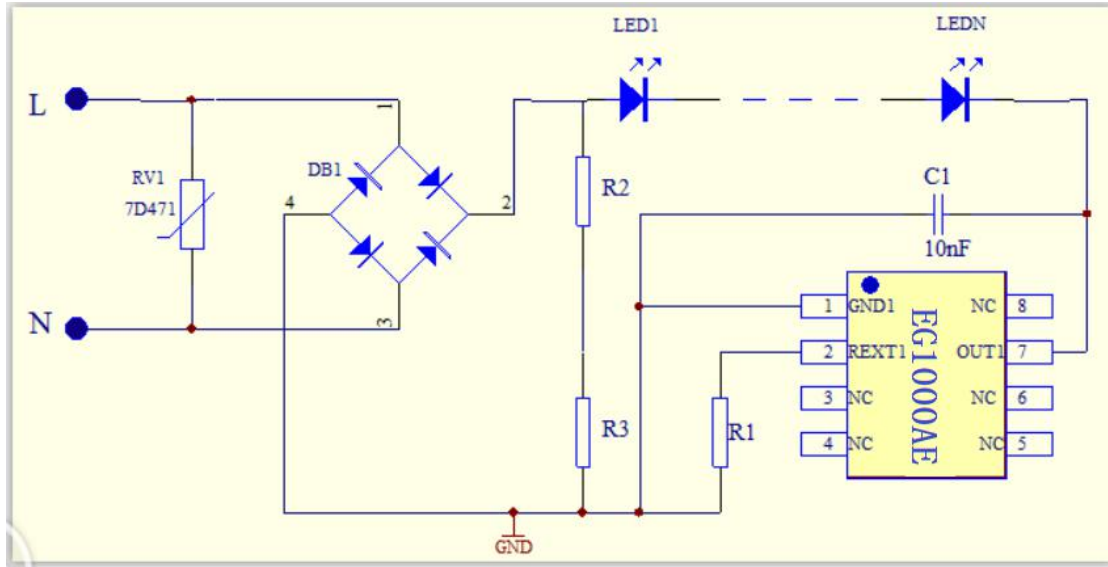 LED1
LEDN
L
1
RV1
7D471
DB1
4
2
R2
C1
10nF
N
3
1 GND1 NC 8
2 REXT1 OUT1 7
3 NC NC 6
4 NC NC 5
EG1000AE
R3
R1
GND